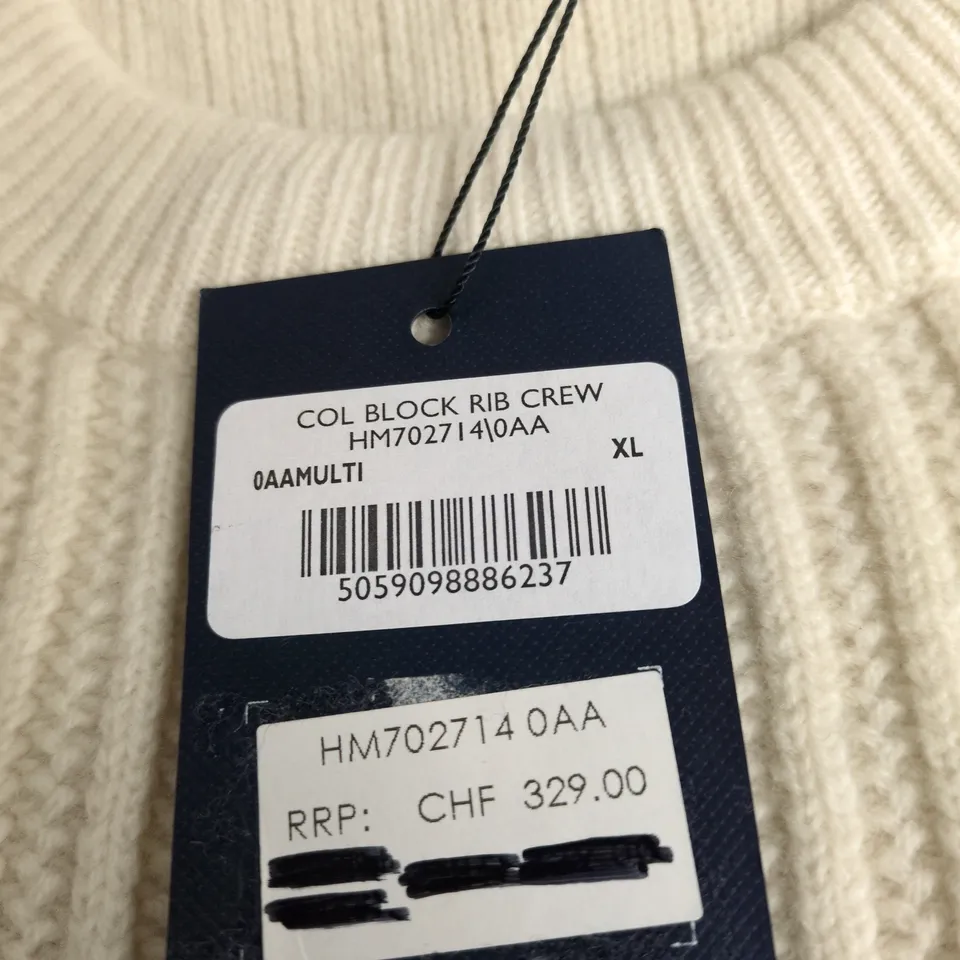 COL BLOCK RIB CREW
HM702714\0AA
0AAMULTI XL
5059098886237
HM702714 0AA
RRP: CHF 329.00